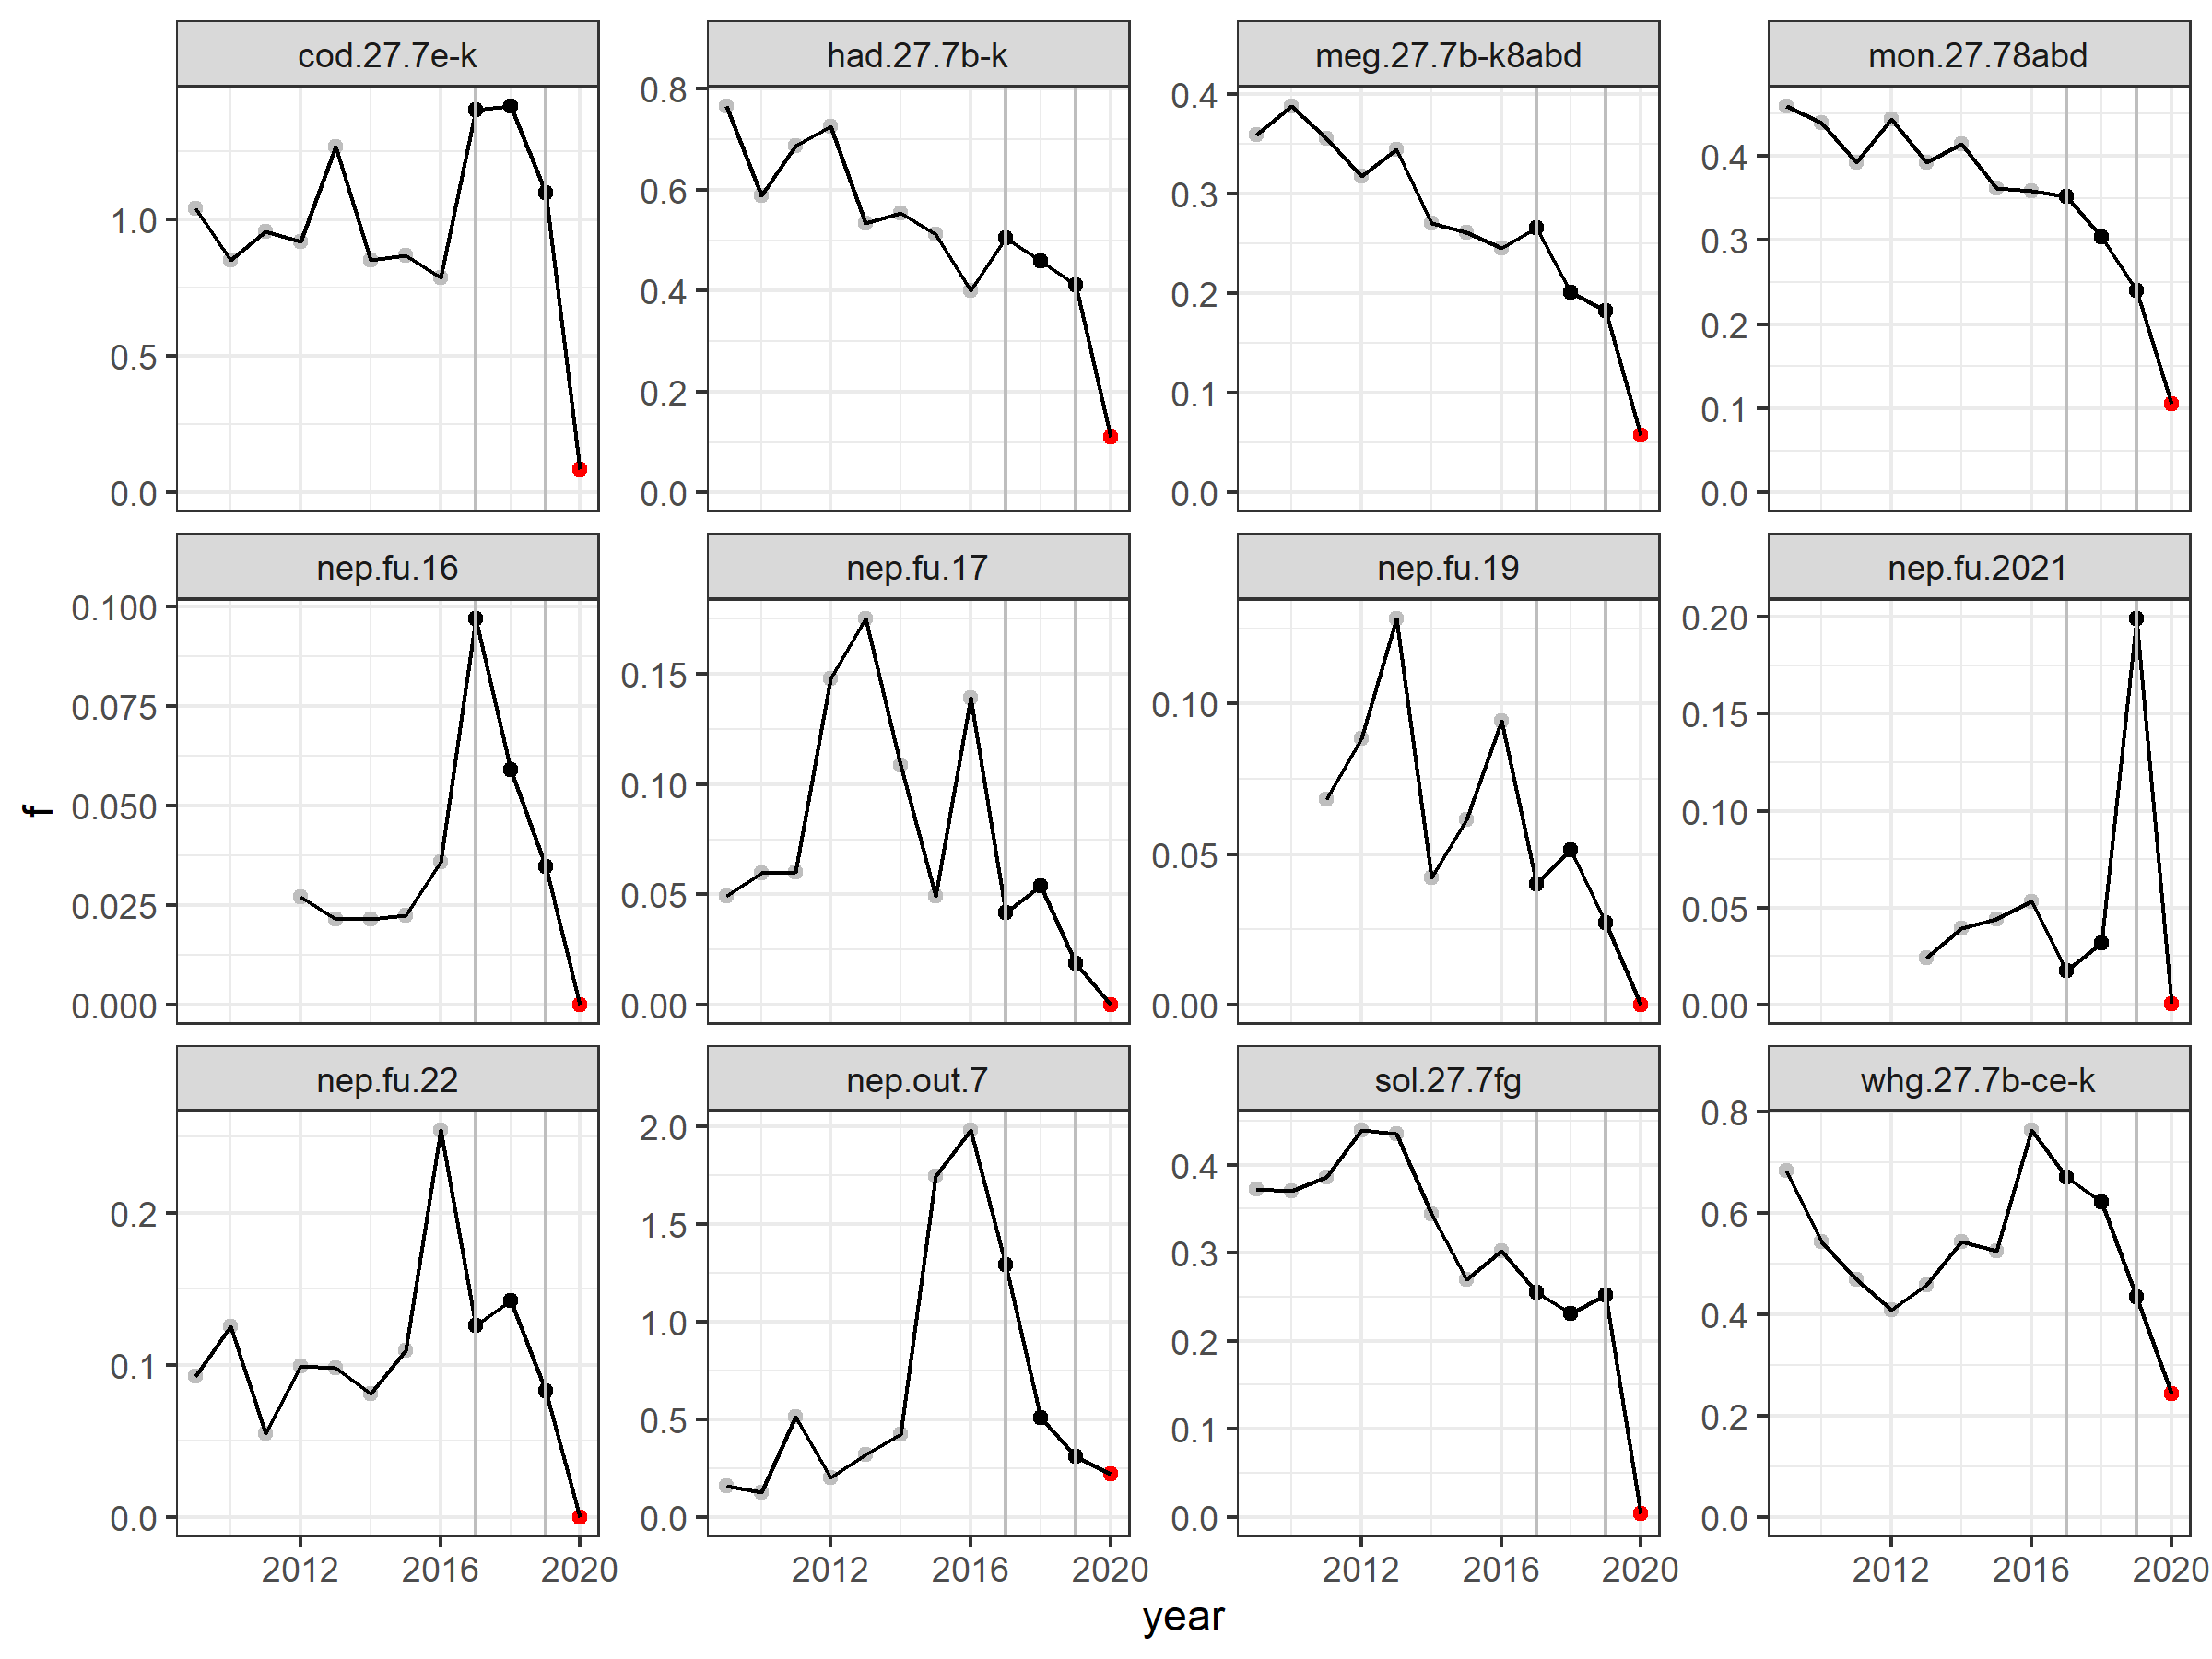 cod.27.7e-k
had.27.7b-k
meg.27.7b-k8abd
mon.27.78abd
1.0
0.5
0.0
0.8
0.6
0.4
0.2
0.0
0.4
0.3
0.2
0.1
0.0
0.4
0.3
0.2
0.1
0.0
nep.fu.16
nep.fu.17
nep.fu.19
nep.fu.2021
f
0.100
0.075
0.050
0.025
0.000
0.15
0.10
0.05
0.00
0.10
0.05
0.00
0.20
0.15
0.10
0.05
0.00
nep.fu.22
nep.out.7
sol.27.7fg
whg.27.7b-ce-k
0.2
0.1
0.0
2.0
1.5
1.0
0.5
0.0
0.4
0.3
0.2
0.1
0.0
0.8
0.6
0.4
0.2
0.0
2012 2016 2020
2012 2016 2020
2012 2016 2020
2012 2016 2020
year